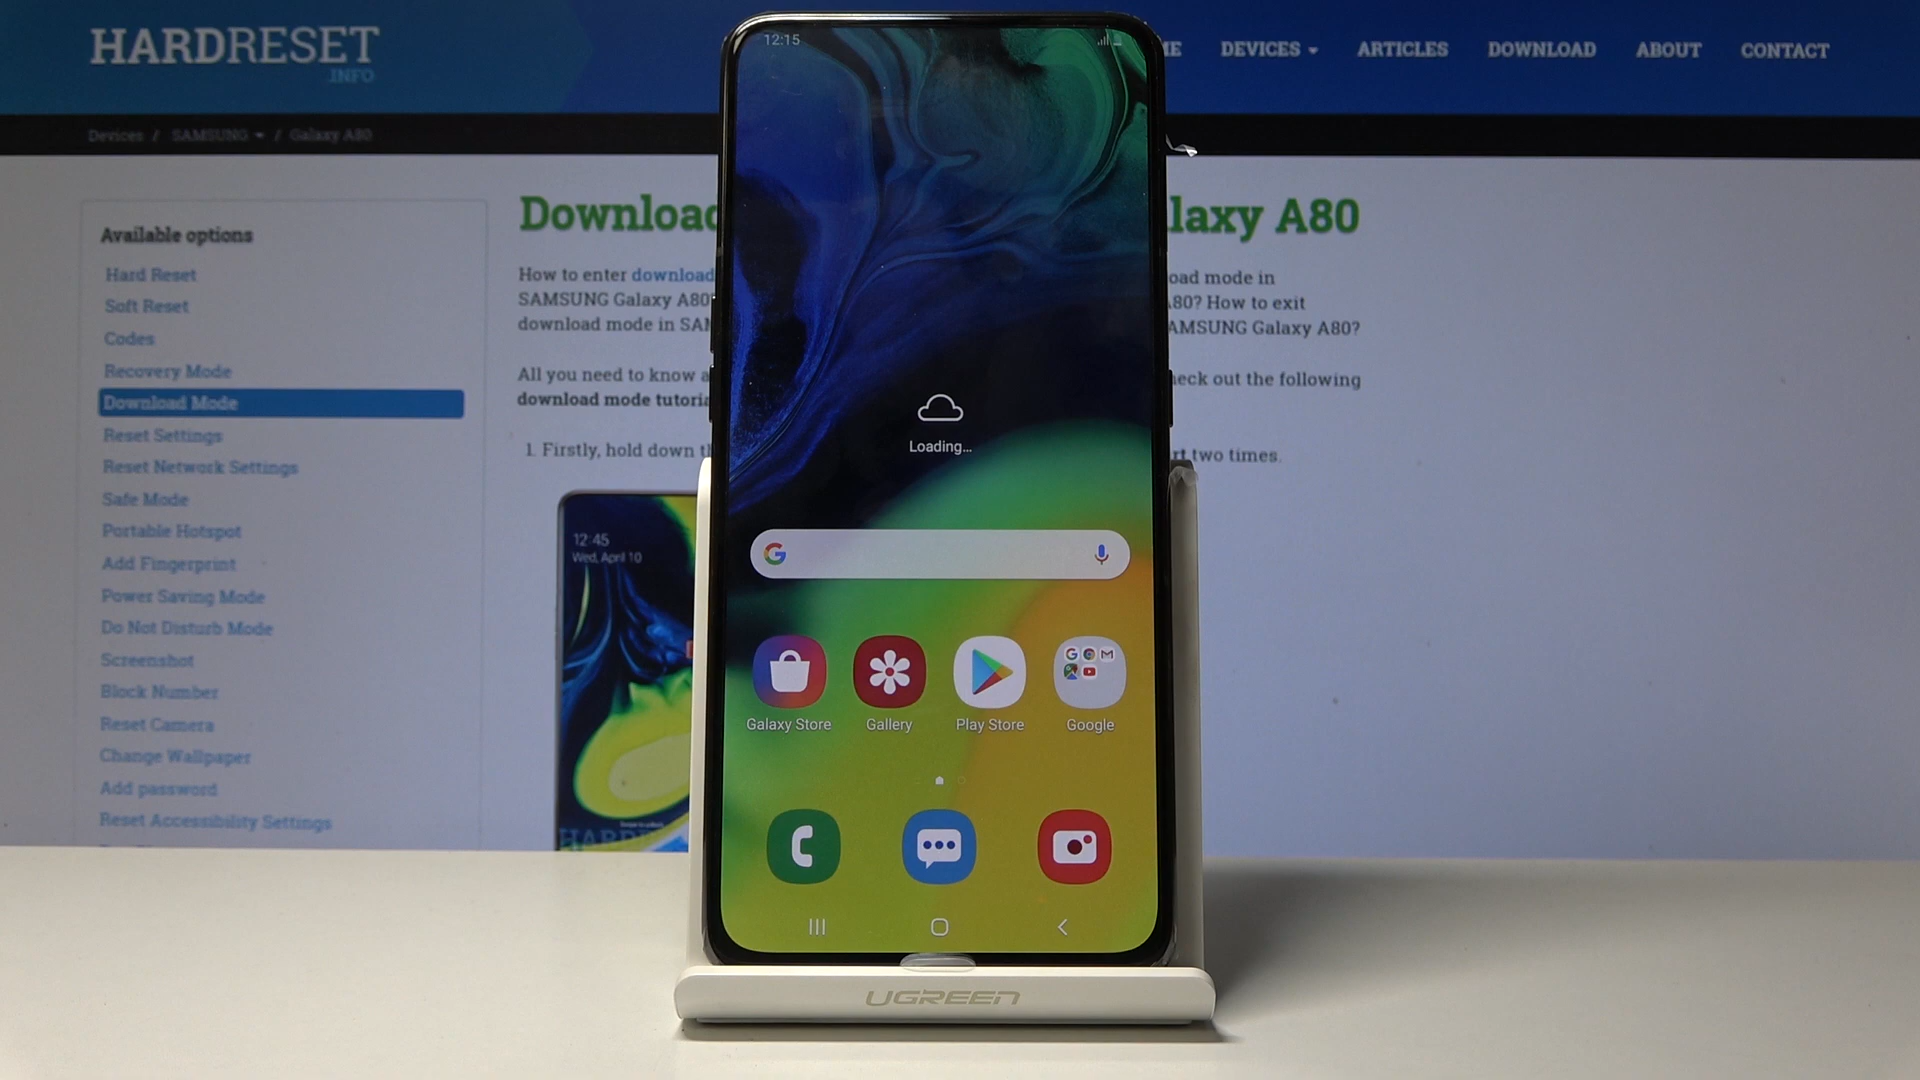 HARDRESET
.INFO
DEVICES
ARTICLES
DOWNLOAD
ABOUT
CONTACT
Devices / SAMSUNG / Galaxy A80
Available options
Hard Reset
Soft Reset
Codes
Recovery Mode
Download Mode
Reset Settings
Reset Network Settings
Safe Mode
Portable Hotspot
Add Fingerprint
Power Saving Mode
Do Not Disturb Mode
Screenshot
Block Number
Reset Camera
Change Wallpaper
Add password
Reset Accessibility Settings
Download
laxy A80
How to enter download
oad mode in
SAMSUNG Galaxy A80
A80? How to exit
download mode in SAM
AMSUNG Galaxy A80?
All you need to know a
heck out the following
download mode tutoria
1. Firstly, hold down th
rt two times.
12:45
Wed, April 10
12:15
Loading...
Galaxy Store
Gallery
Play Store
Google
UGREEN